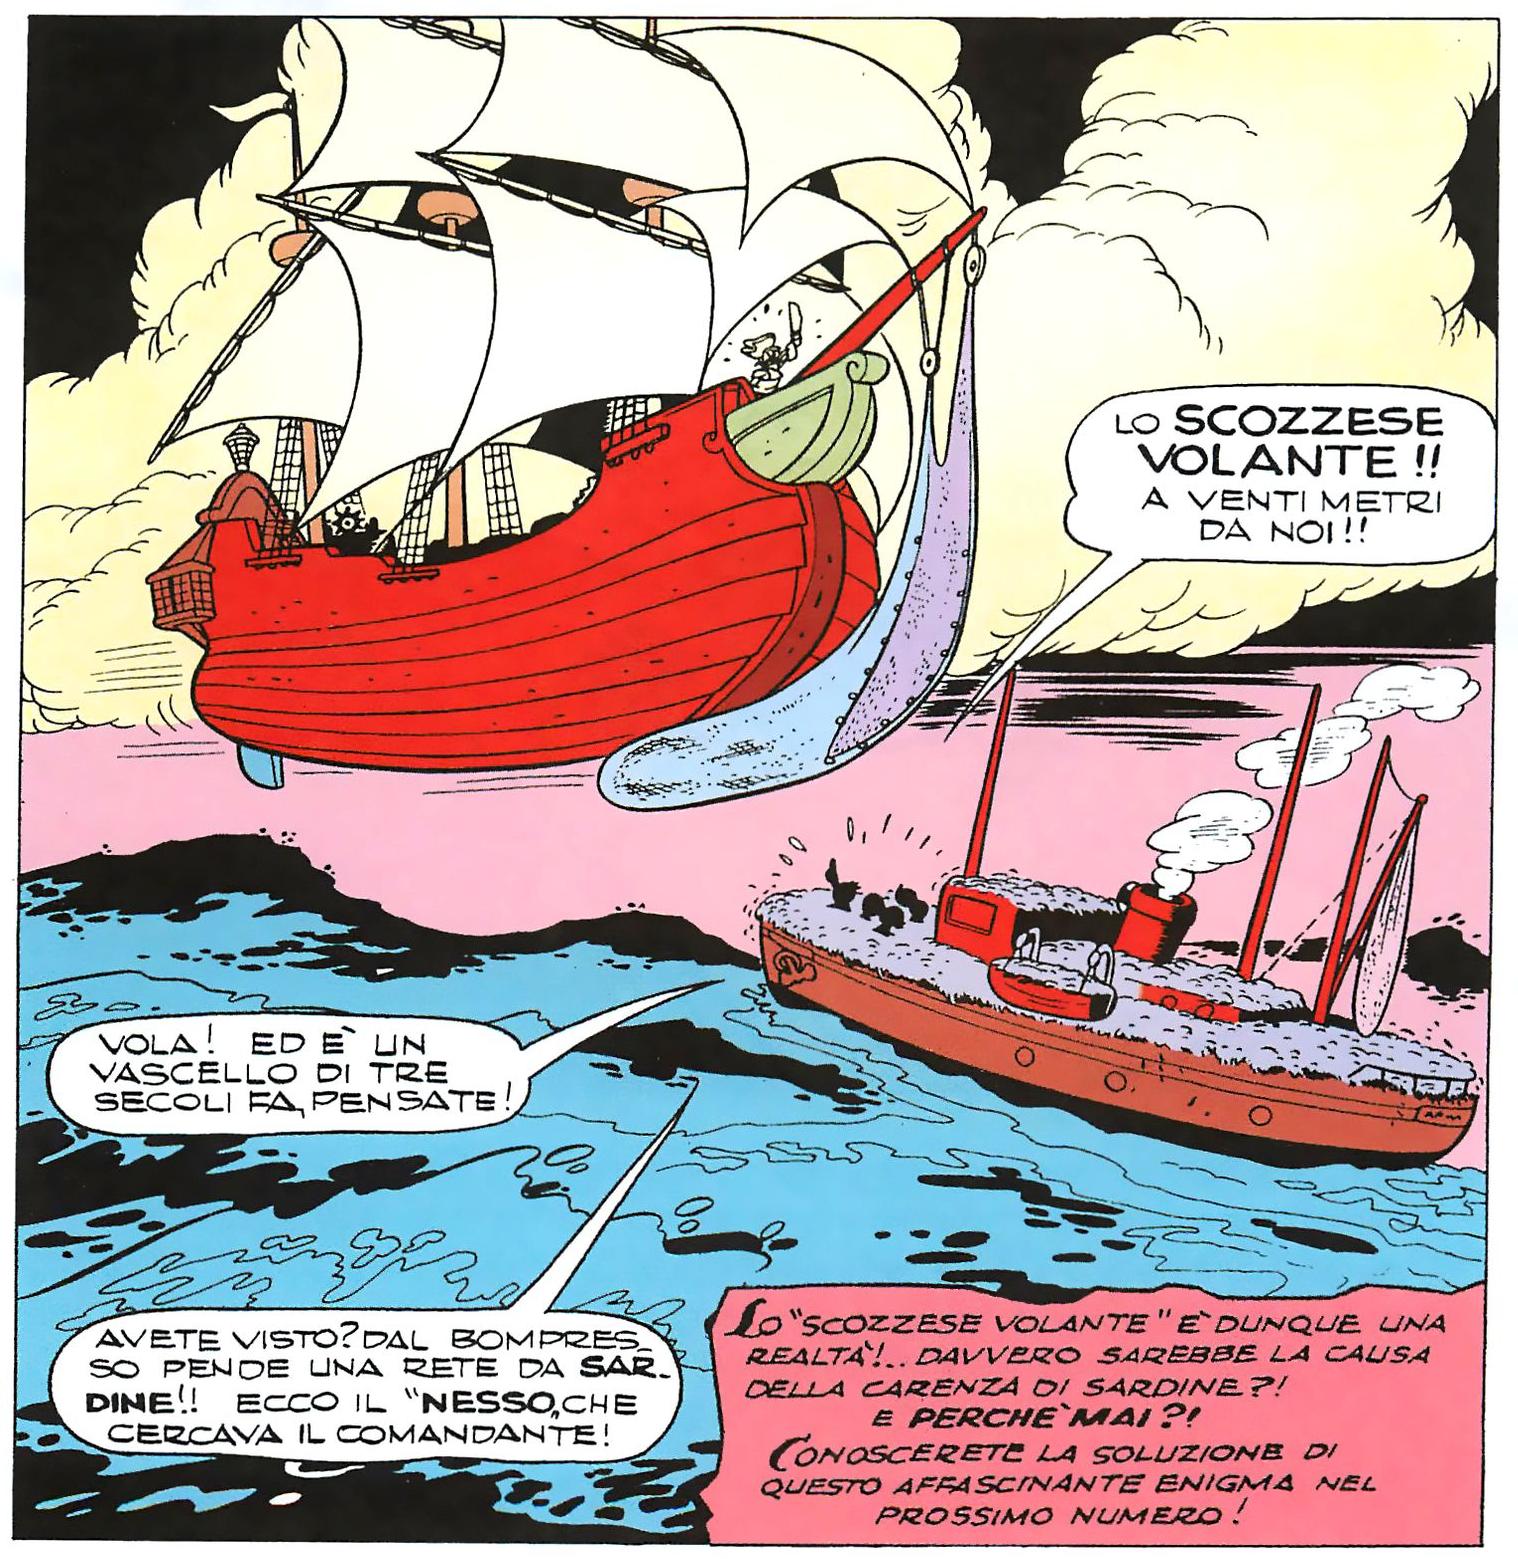 LO SCOZZESE
VOLANTE!!
A VENTI METRI
DA NOI!!
VOLA! ED È UN
VASCELLO DI TRE
SECOLI FA, PENSATE!
AVETE VISTO? DAL BOMPRES_
SO PENDE UNA RETE DA SAR_
DINE!! ECCO IL "NESSO„ CHE
CERCAVA IL COMANDANTE!
LO "SCOZZESE VOLANTE" È DUNQUE UNA
REALTÀ!.. DAVVERO SAREBBE LA CAUSA
DELLA CARENZA DI SARDINE?!
E PERCHÈ MAI?!
CONOSCERETE LA SOLUZIONE DI
QUESTO AFFASCINANTE ENIGMA NEL
PROSSIMO NUMERO!